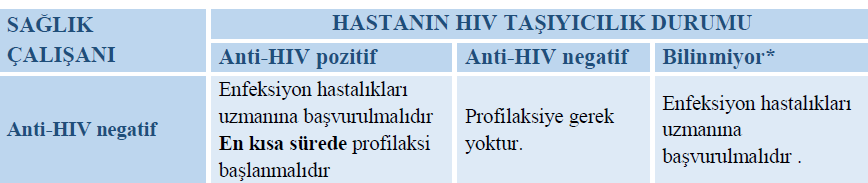 SAĞLIK
ÇALIŞANI
HASTANIN HIV TAŞIYICILIK DURUMU
Anti-HIV pozitif
Anti-HIV negatif
Bilinmiyor*
Anti-HIV negatif
Enfeksiyon hastalıkları
uzmanına başvurulmalıdır
En kısa sürede profilaksi
başlanmalıdır
Profilaksiye gerek
yoktur.
Enfeksiyon hastalıkları
uzmanına
başvurulmalıdır .